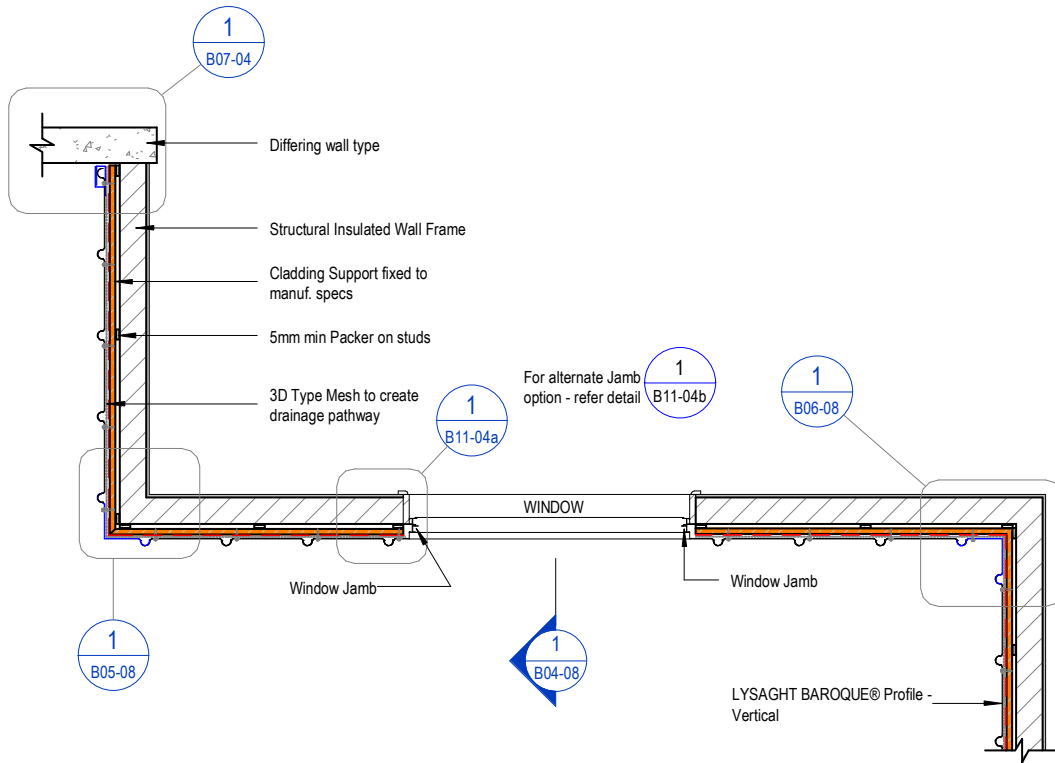 1
B07-04
Differing wall type
Structural Insulated Wall Frame
Cladding Support fixed to
manuf. specs
5mm min Packer on studs
3D Type Mesh to create
drainage pathway
For alternate Jamb
option - refer detail
1
B11-04b
1
B06-08
1
B11-04a
WINDOW
Window Jamb
Window Jamb
1
B05-08
1
B04-08
LYSAGHT BAROQUE® Profile -
Vertical